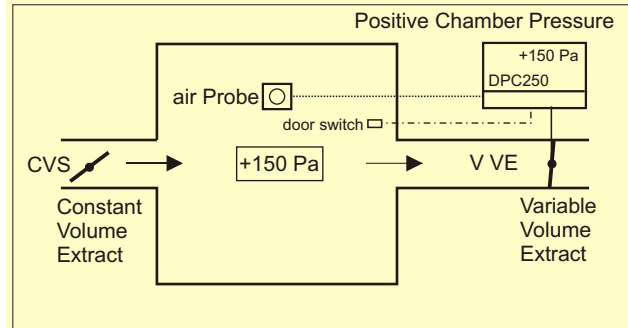 Positive Chamber Pressure
+150 Pa
DPC250
air Probe
door switch
CVS
+150 Pa
V VE
Constant
Volume
Extract
Variable
Volume
Extract